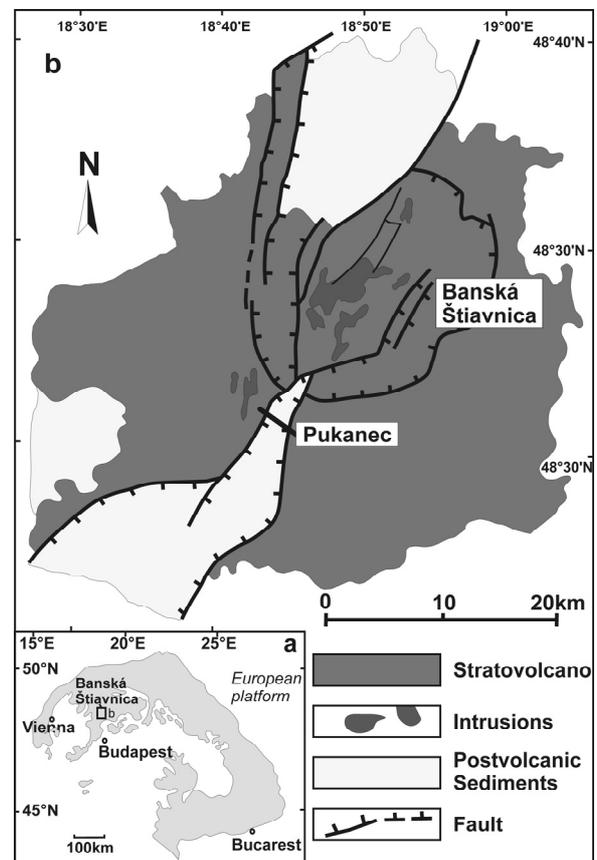 18°30'E
18°40'E
18°50'E
19°00'E
48°40'N
b
N
48°30'N
Banská
Štiavnica
Pukanec
48°30'N
0
10
20km
15°E
20°E
25°E
a
50°N
European
platform
Banská
Štiavnica
b
Vienna
Budapest
45°N
100km
Bucarest
Stratovolcano
Intrusions
Postvolcanic
Sediments
Fault